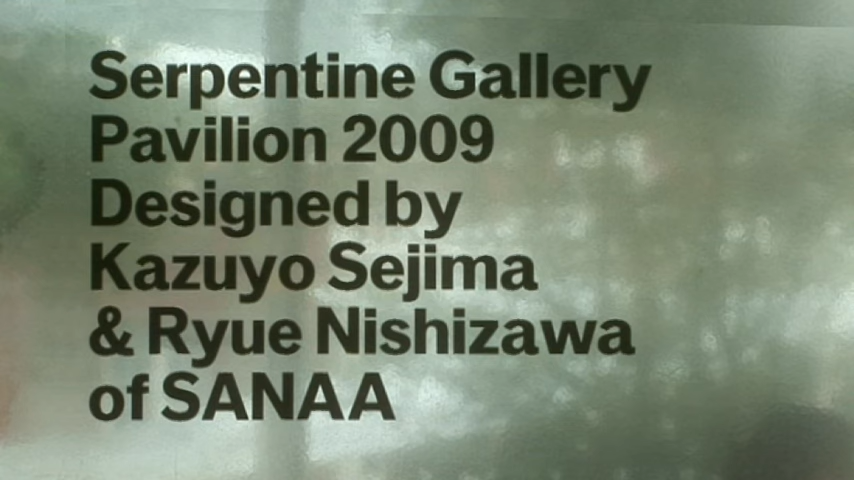 Serpentine Gallery
Pavilion 2009
Designed by
Kazuyo Sejima
& Ryue Nishizawa
of SANAA